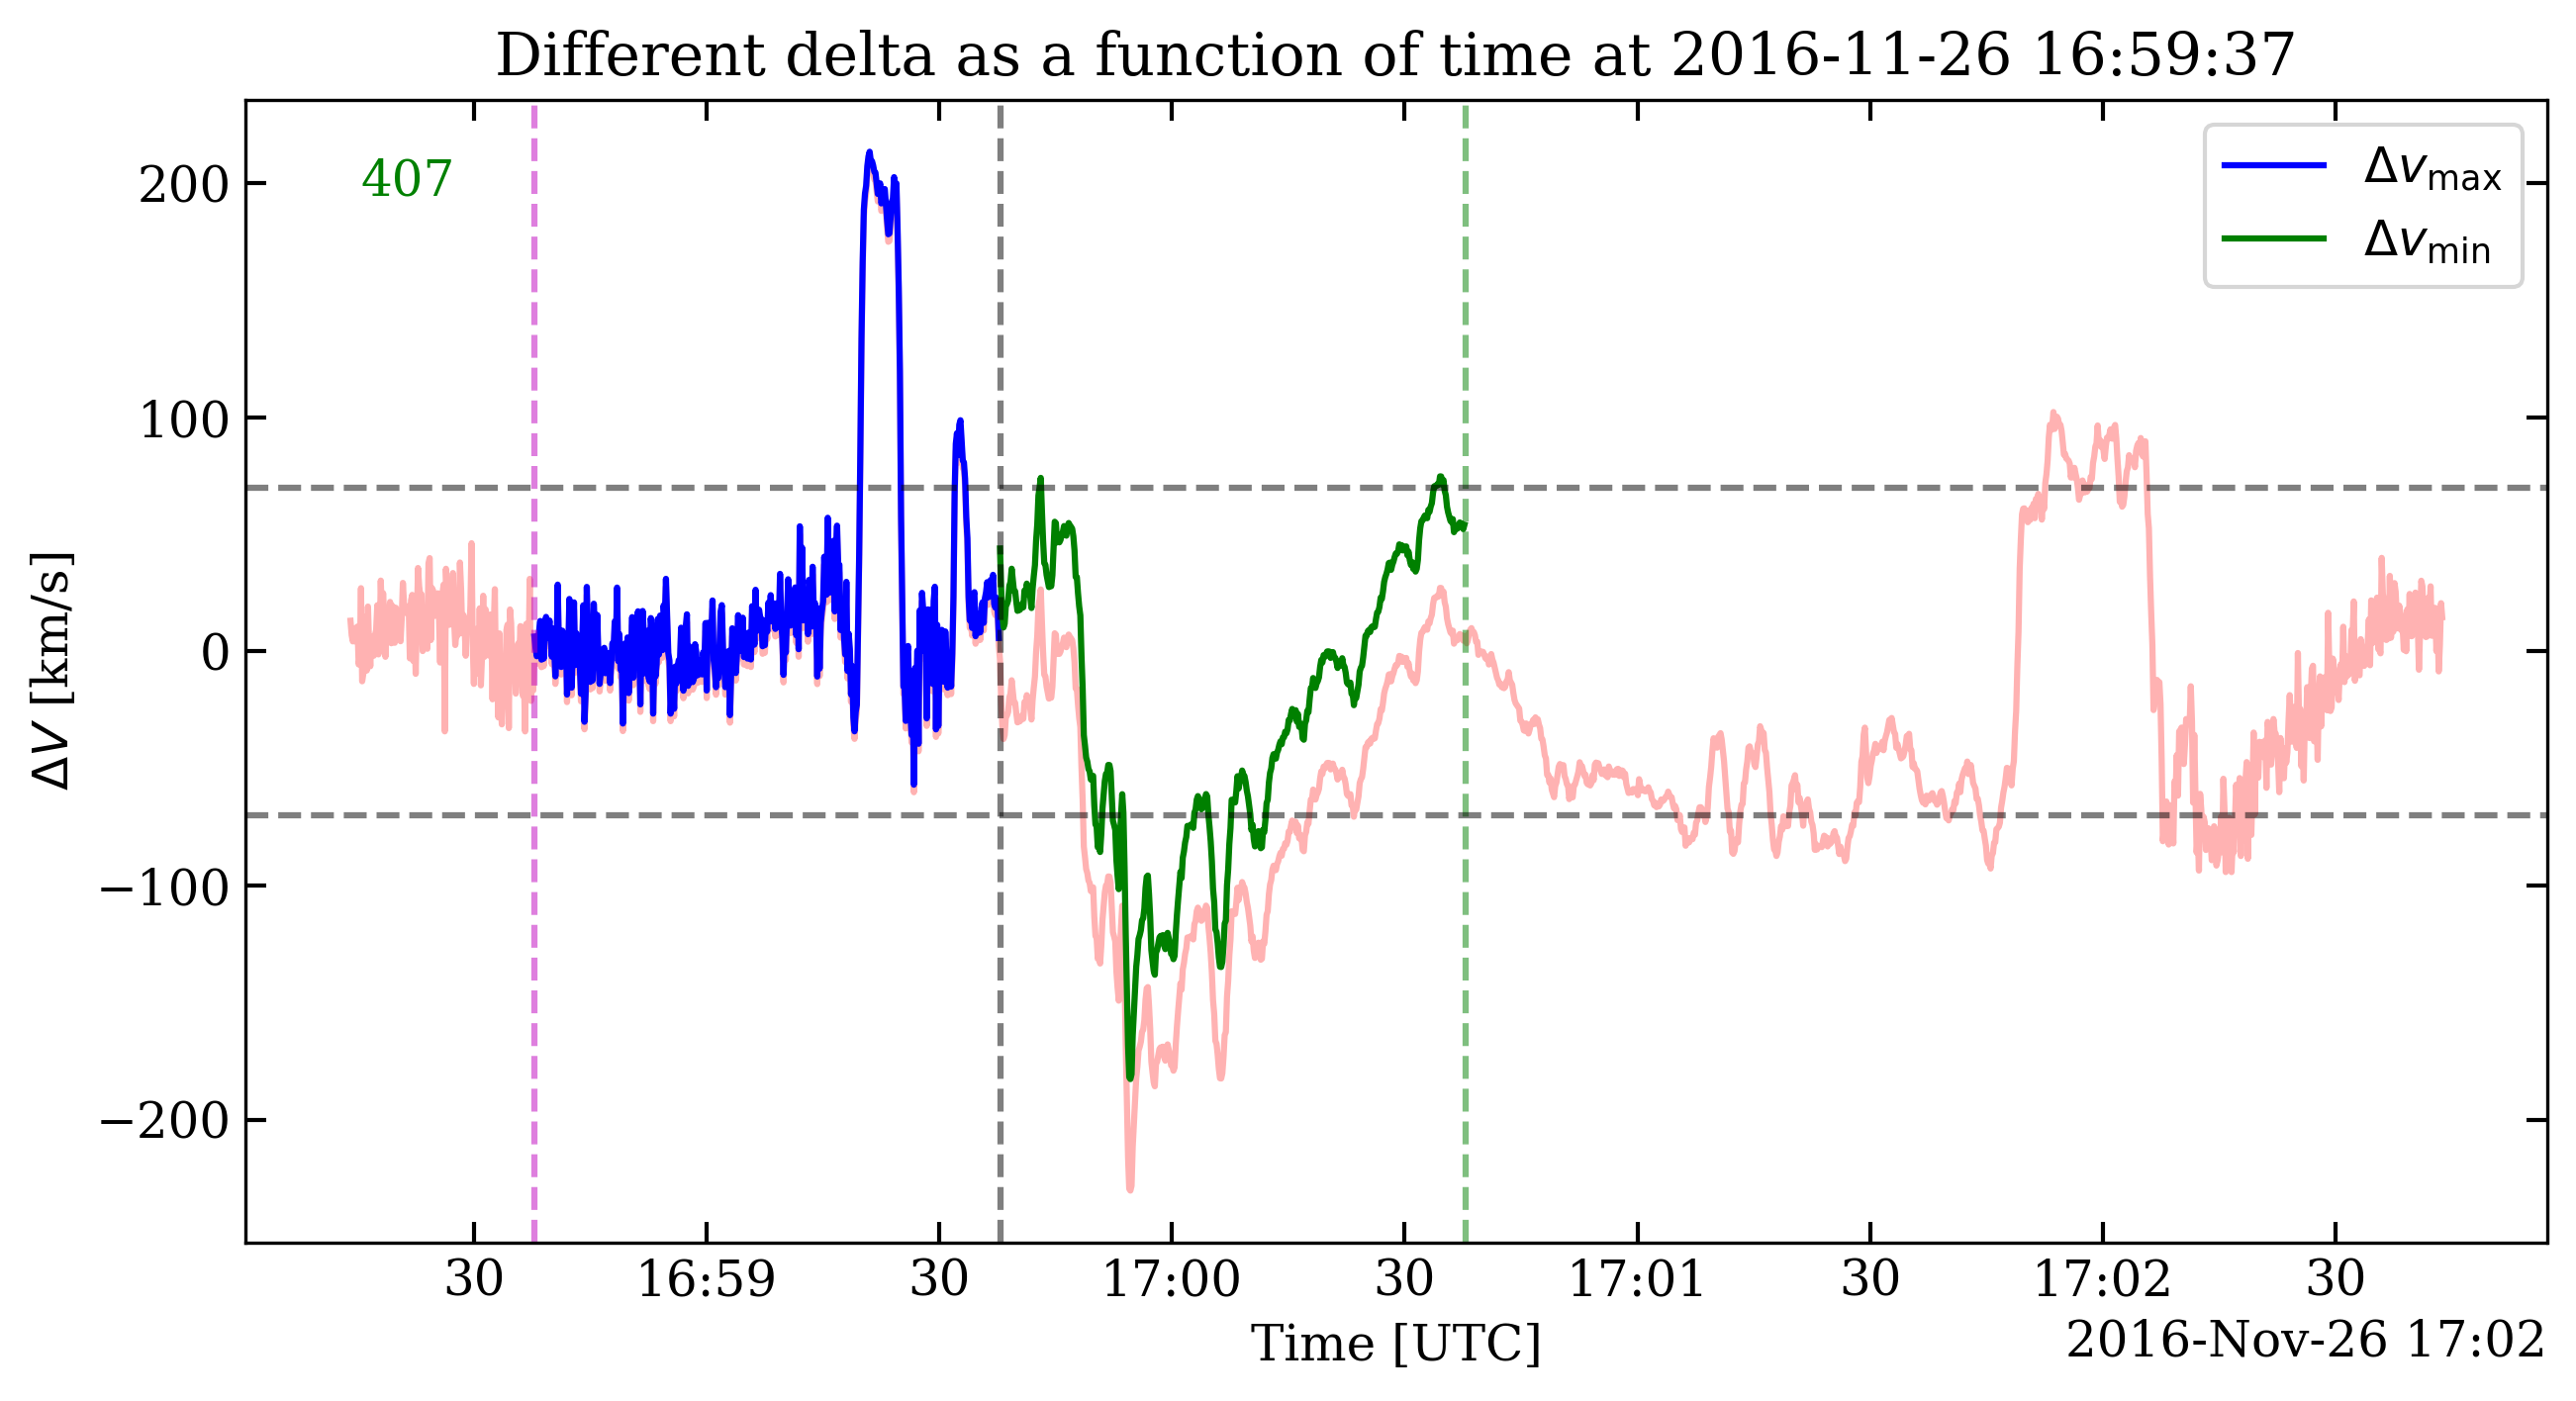 Different delta as a function of time at 2016-11-26 16:59:37
407
Δv_max
Δv_min
200
100
0
−100
−200
ΔV [km/s]
30 16:59 30 17:00 30 17:01 30 17:02 30
Time [UTC]
2016-Nov-26 17:02